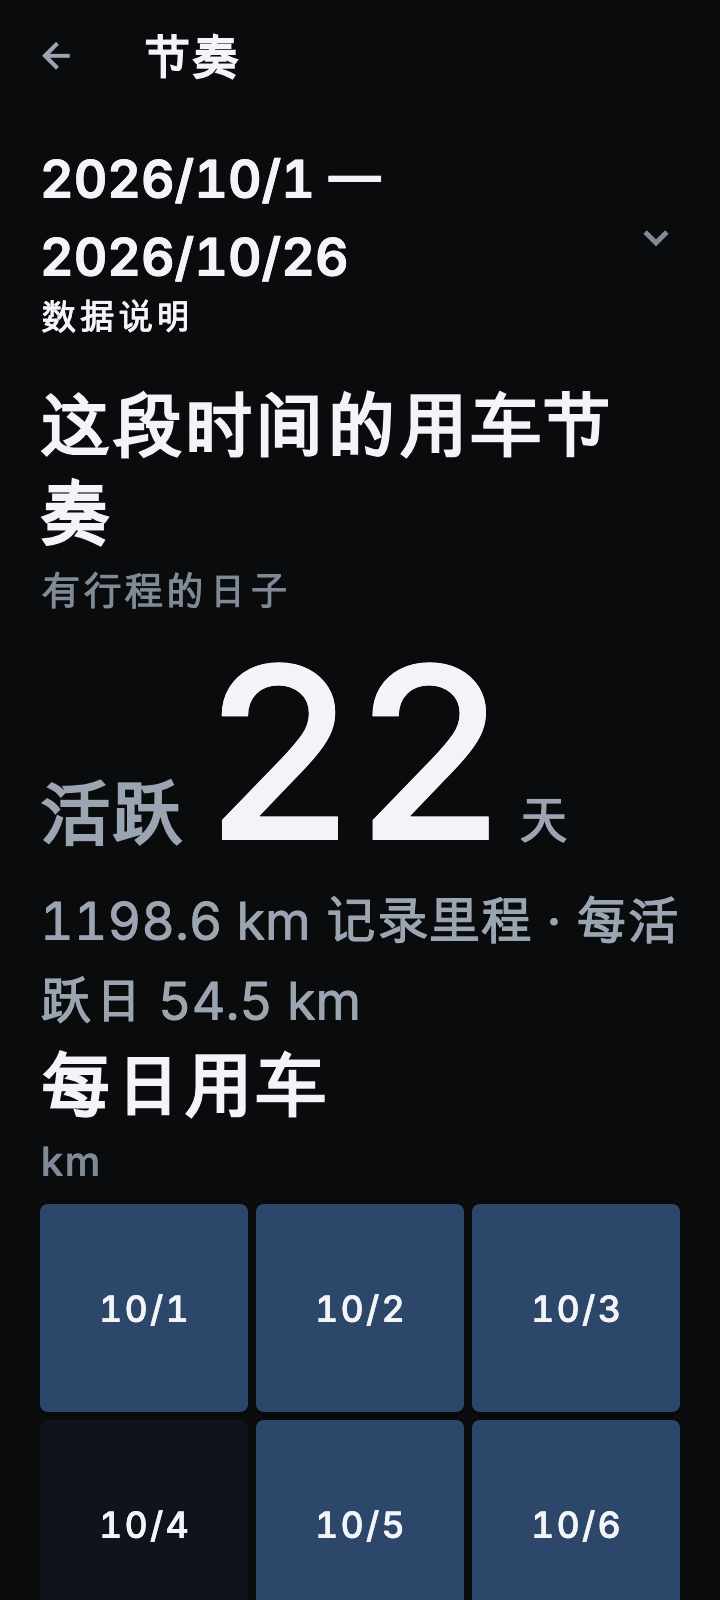 节奏
2026/10/1 —
2026/10/26
数据说明
这段时间的用车节
奏
有行程的日子
活跃 22 天
1198.6 km 记录里程 · 每活
跃日 54.5 km
每日用车
km
10/1 10/2 10/3
10/4 10/5 10/6